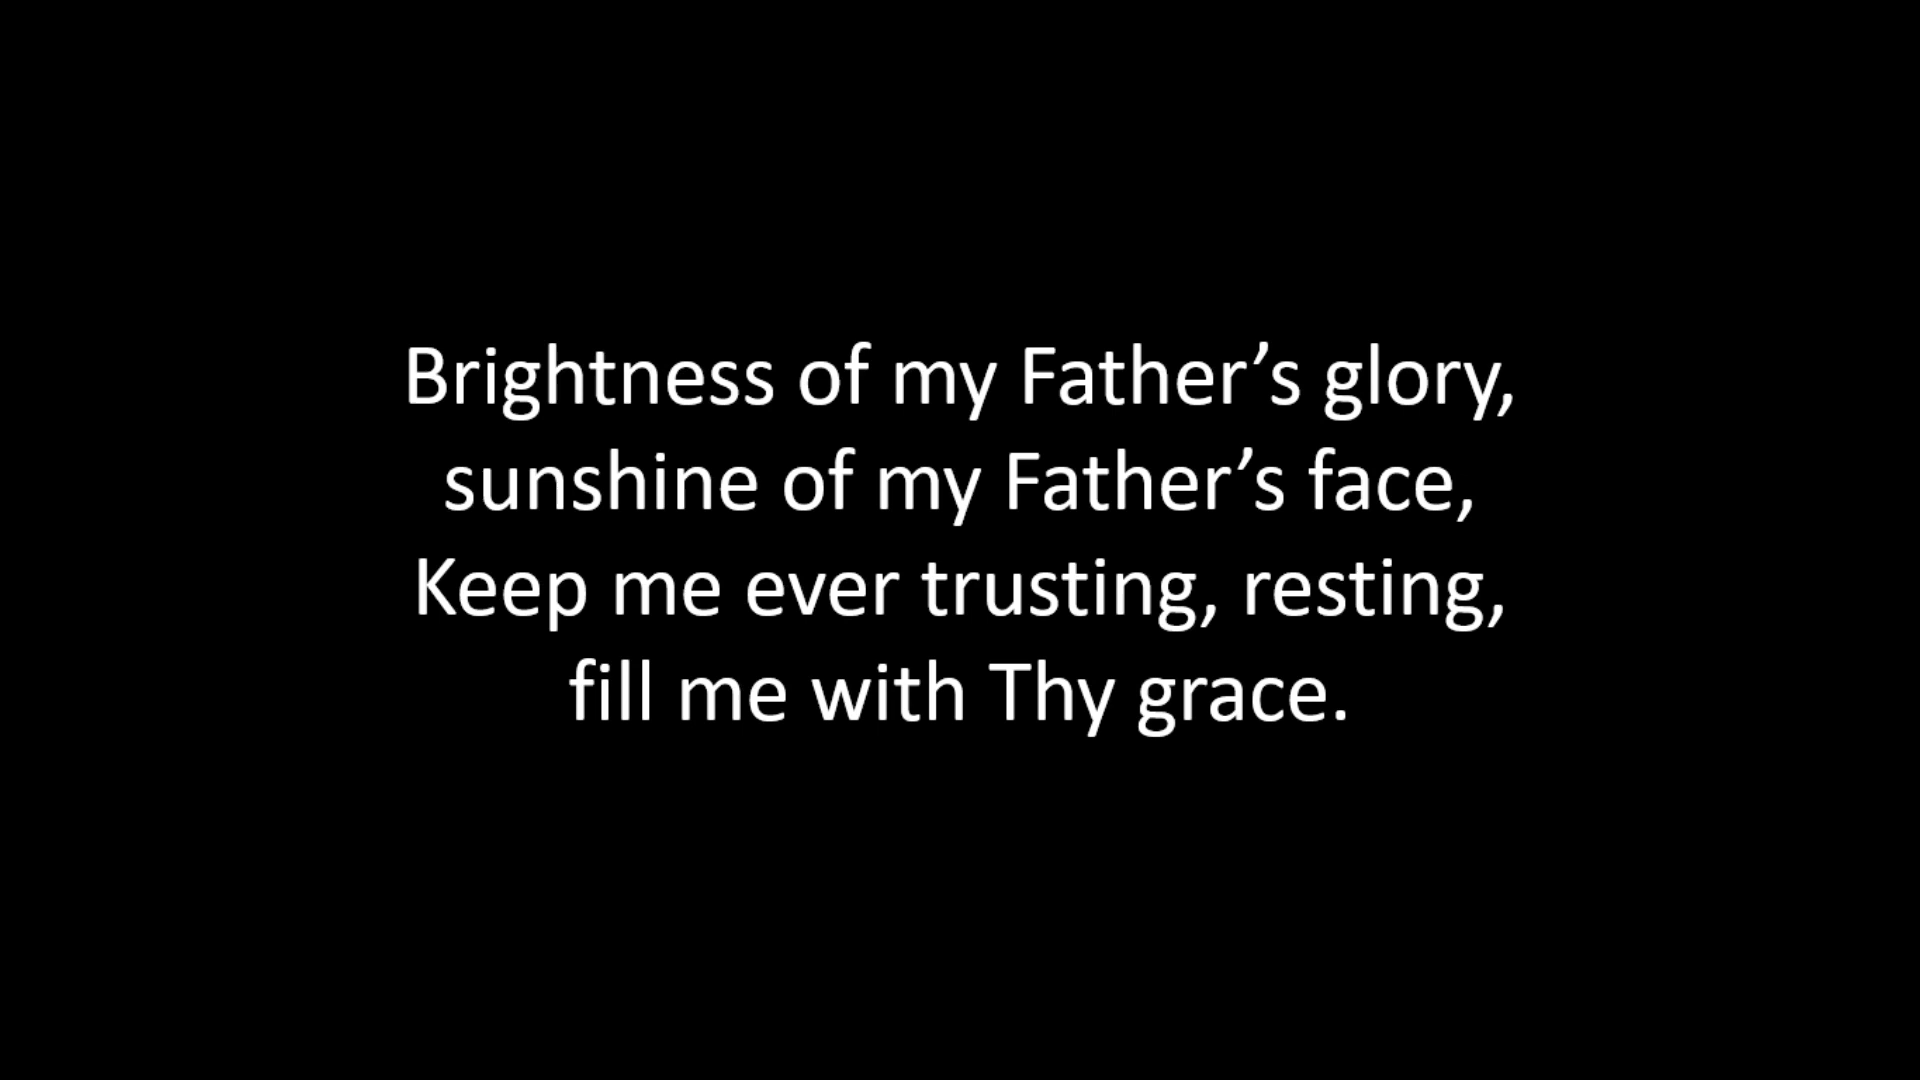 Brightness of my Father’s glory,
sunshine of my Father’s face,
Keep me ever trusting, resting,
fill me with Thy grace.